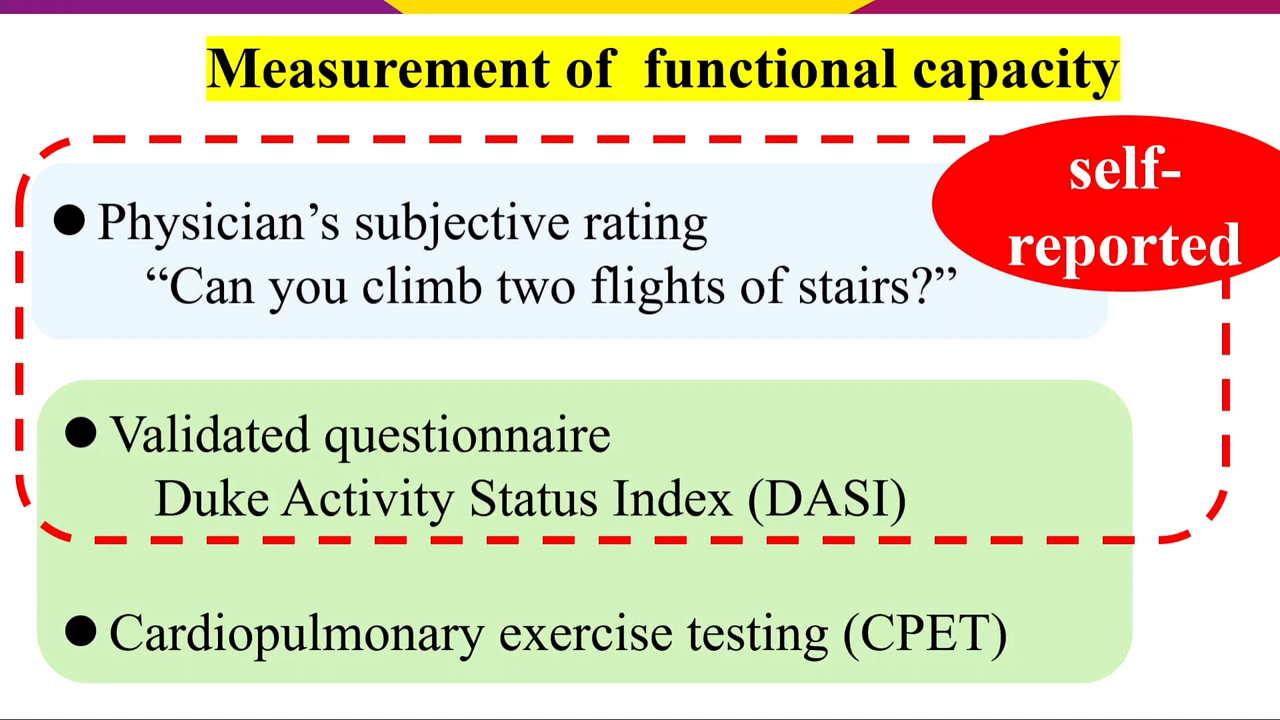 Measurement of functional capacity
self-
reported
● Physician’s subjective rating
“Can you climb two flights of stairs?”
● Validated questionnaire
Duke Activity Status Index (DASI)
● Cardiopulmonary exercise testing (CPET)